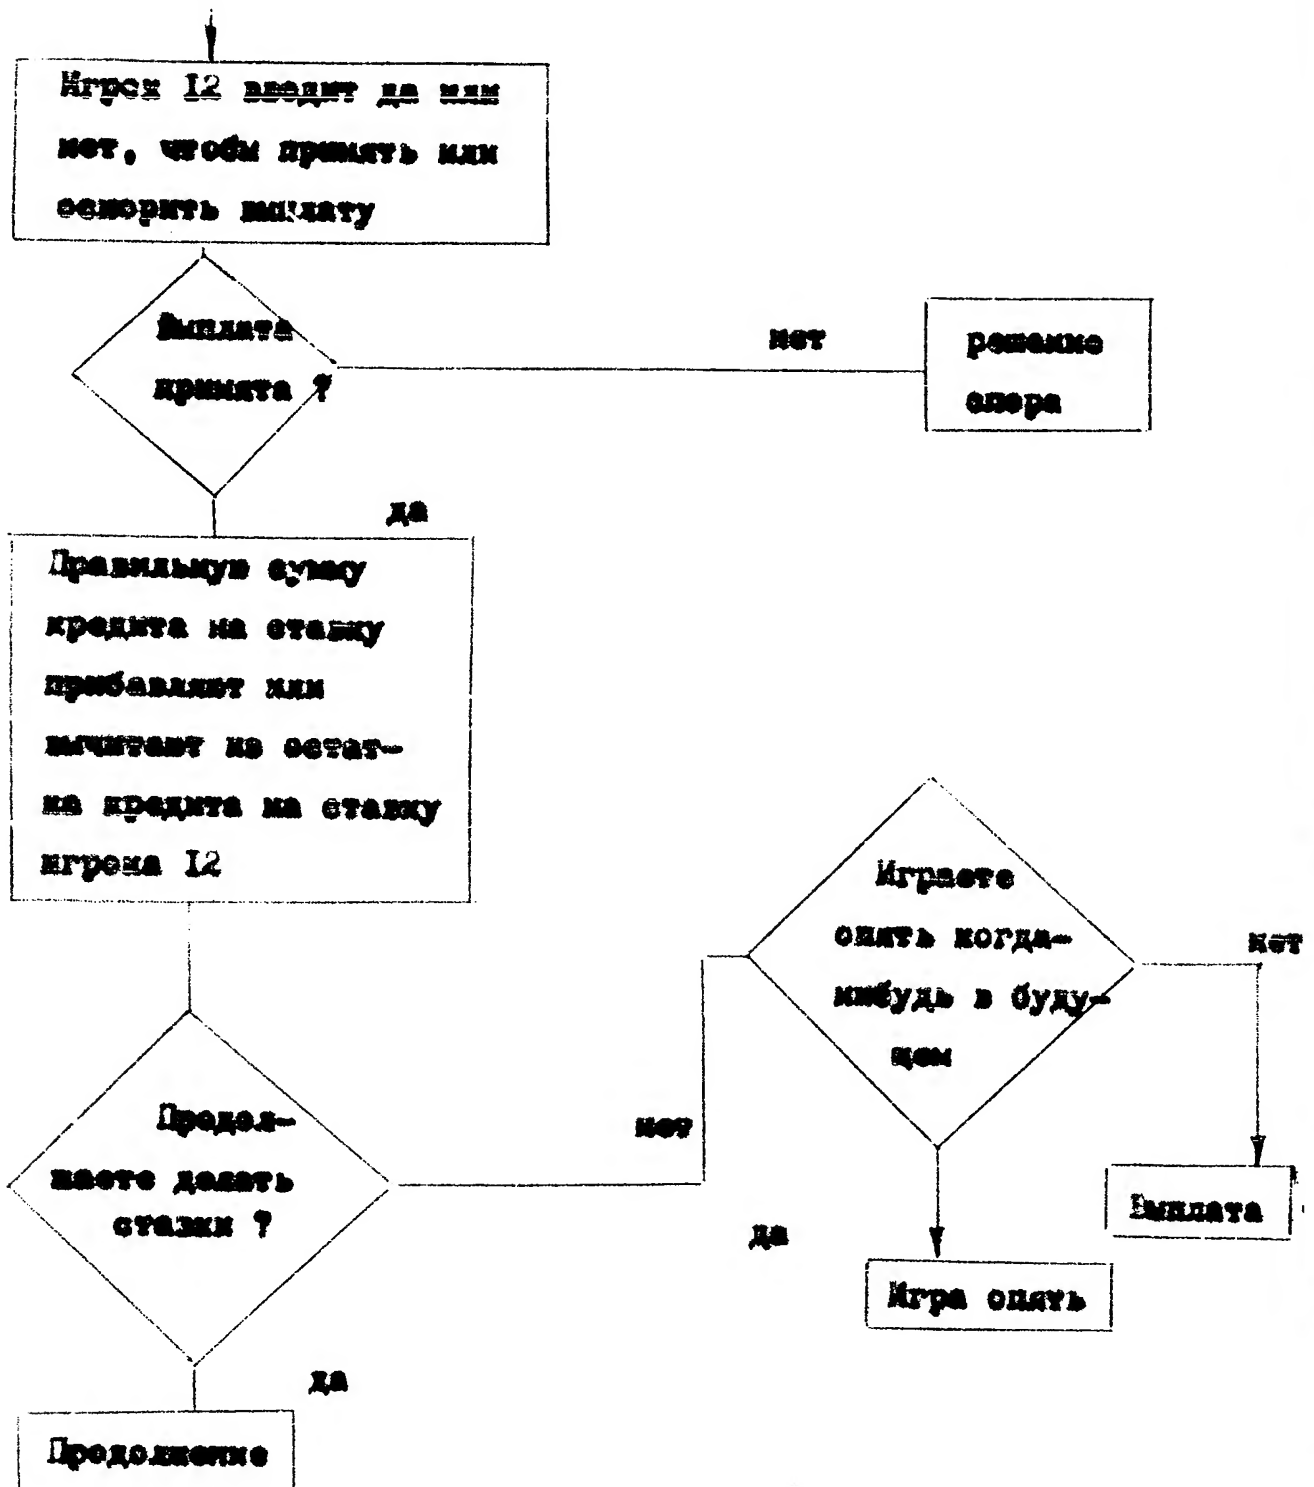 Игрок I2 вводит да или
нет, чтобы принять или
оспорить выплату
Выплата
принята ?
нет
решение
спора
да
Правильную сумму
кредита на ставку
прибавляют или
вычитают из остат-
ка кредита на ставку
игрока I2
Играете
опять когда-
нибудь в буду-
щем
нет
Продол-
жаете делать
ставки ?
нет
да
Выплата
Игра опять
да
Продолжение